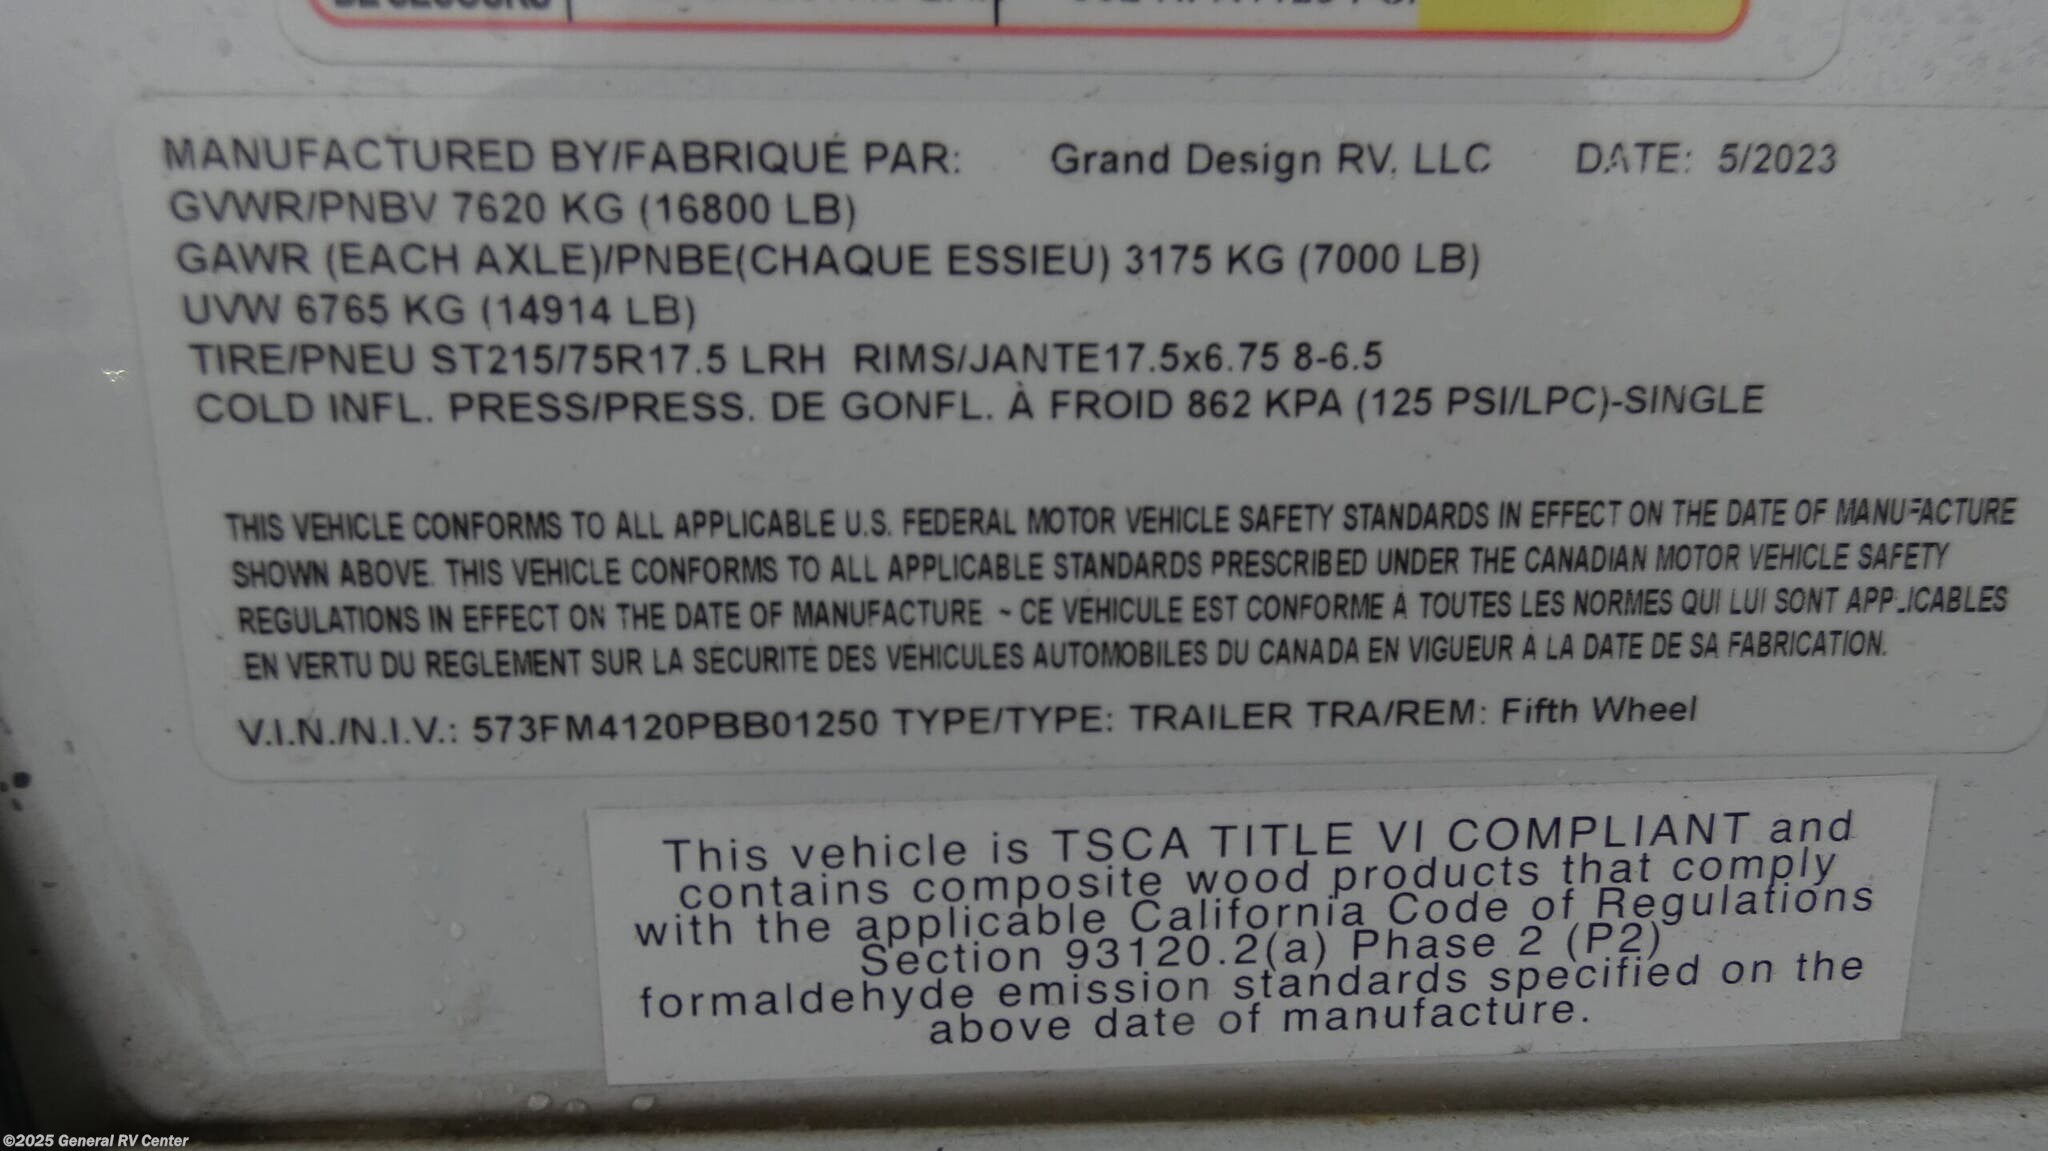 DE SECOURS
MANUFACTURED BY/FABRIQUÉ PAR: Grand Design RV, LLC DATE: 5/2023
GVWR/PNBV 7620 KG (16800 LB)
GAWR (EACH AXLE)/PNBE(CHAQUE ESSIEU) 3175 KG (7000 LB)
UVW 6765 KG (14914 LB)
TIRE/PNEU ST215/75R17.5 LRH RIMS/JANTE17.5x6.75 8-6.5
COLD INFL. PRESS/PRESS. DE GONFL. À FROID 862 KPA (125 PSI/LPC)-SINGLE
THIS VEHICLE CONFORMS TO ALL APPLICABLE U.S. FEDERAL MOTOR VEHICLE SAFETY STANDARDS IN EFFECT ON THE DATE OF MANUFACTURE
SHOWN ABOVE. THIS VEHICLE CONFORMS TO ALL APPLICABLE STANDARDS PRESCRIBED UNDER THE CANADIAN MOTOR VEHICLE SAFETY
REGULATIONS IN EFFECT ON THE DATE OF MANUFACTURE ~ CE VÉHICULE EST CONFORME À TOUTES LES NORMES QUI LUI SONT APPLICABLES
EN VERTU DU RÈGLEMENT SUR LA SÉCURITÉ DES VÉHICULES AUTOMOBILES DU CANADA EN VIGUEUR À LA DATE DE SA FABRICATION.
V.I.N./N.I.V.: 573FM4120PBB01250 TYPE/TYPE: TRAILER TRA/REM: Fifth Wheel
This vehicle is TSCA TITLE VI COMPLIANT and
contains composite wood products that comply
with the applicable California Code of Regulations
Section 93120.2(a) Phase 2 (P2)
formaldehyde emission standards specified on the
above date of manufacture.
©2025 General RV Center